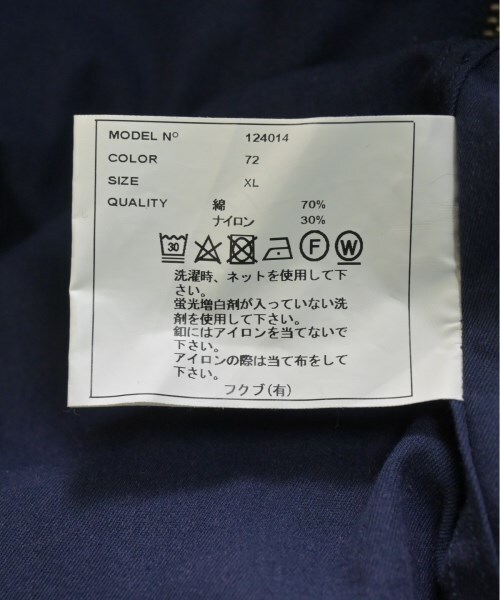 MODEL Nº 124014
COLOR 72
SIZE XL
QUALITY 綿 70%
ナイロン 30%
30 F W
洗濯時、ネットを使用して下
さい。
蛍光増白剤が入っていない洗
剤を使用して下さい。
釦にはアイロンを当てないで
下さい。
アイロンの際は当て布をして
下さい。
フクブ(有)